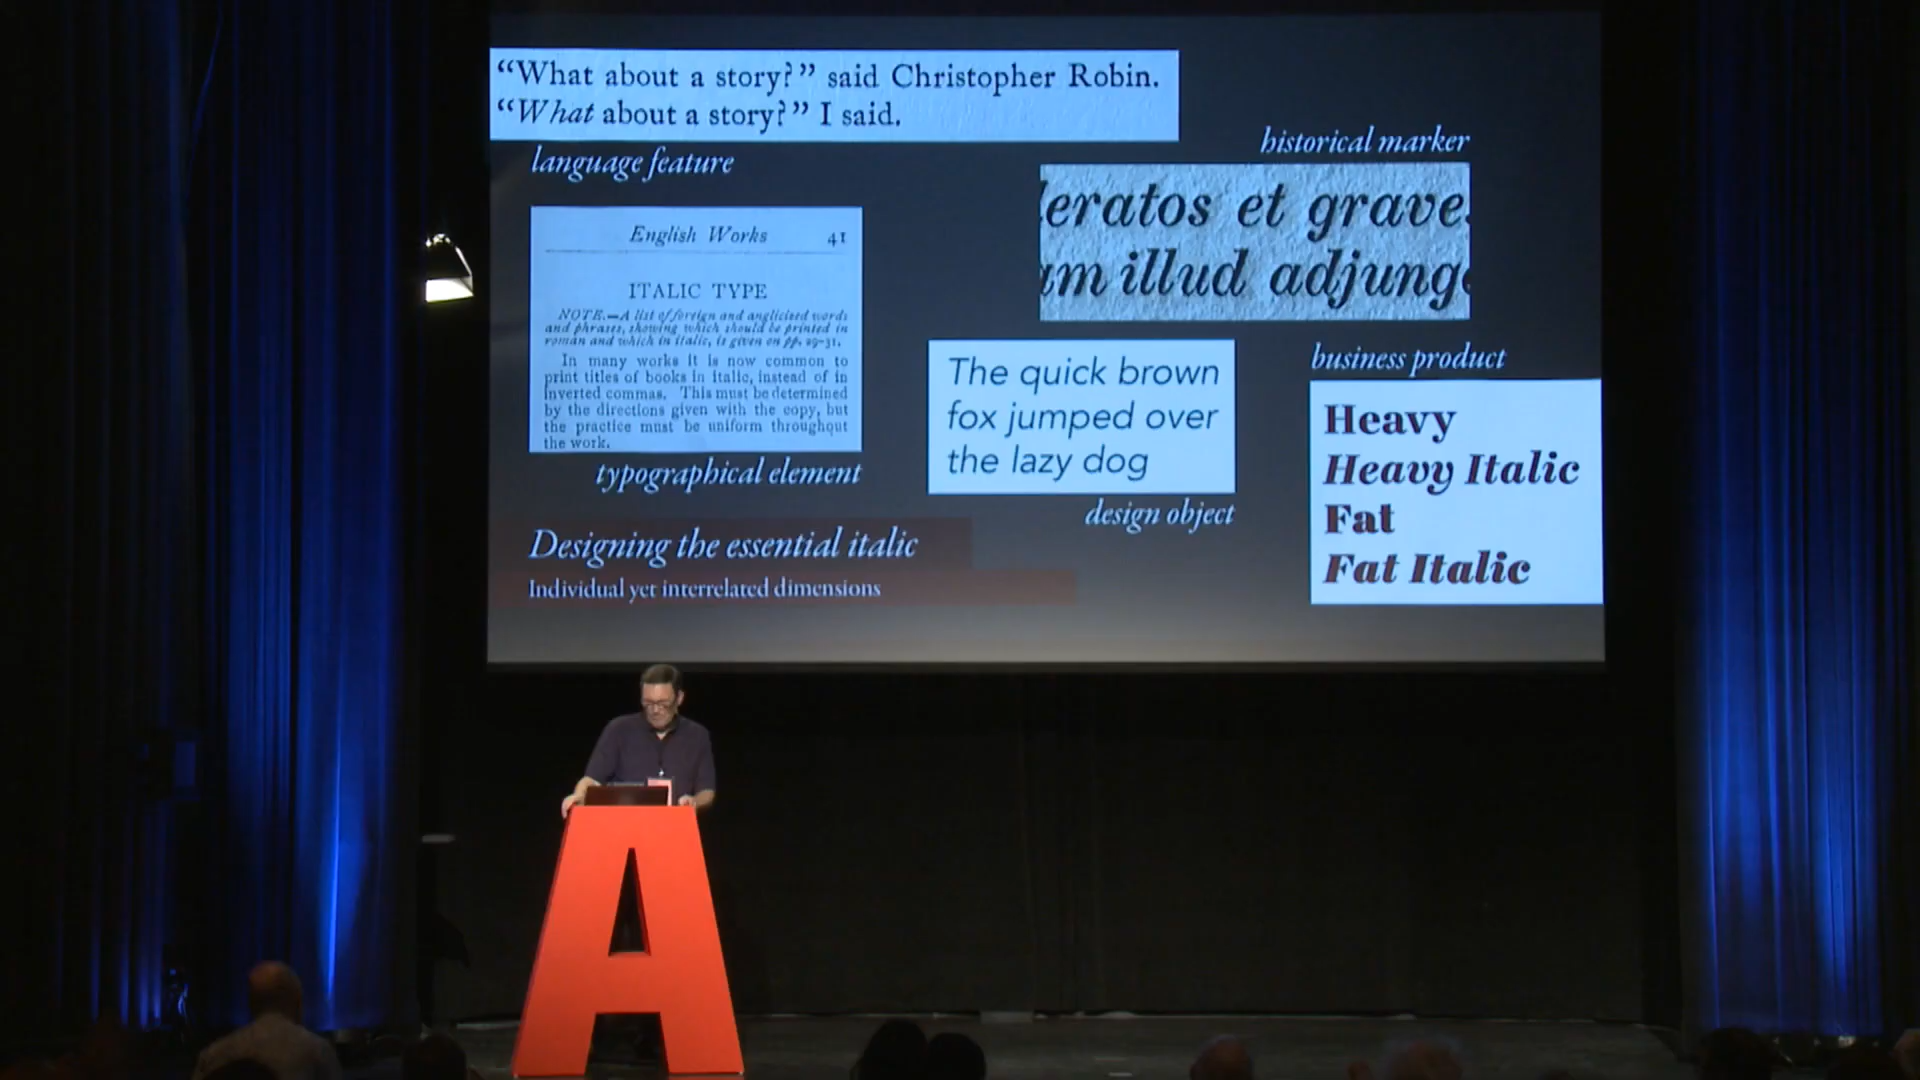 “What about a story?” said Christopher Robin.
“What about a story?” I said.
language feature
historical marker
eratos et grave
am illud adjung
English Works 41
ITALIC TYPE
NOTE.—A list of foreign and anglicized words
and phrases, showing which should be printed in
roman and which in italic, is given on pp. 29–31.
In many works it is now common to
print titles of books in italic, instead of in
inverted commas. This must be determined
by the directions given with the copy, but
the practice must be uniform throughout
the work.
typographical element
The quick brown
fox jumped over
the lazy dog
design object
business product
Heavy
Heavy Italic
Fat
Fat Italic
Designing the essential italic
Individual yet interrelated dimensions
A